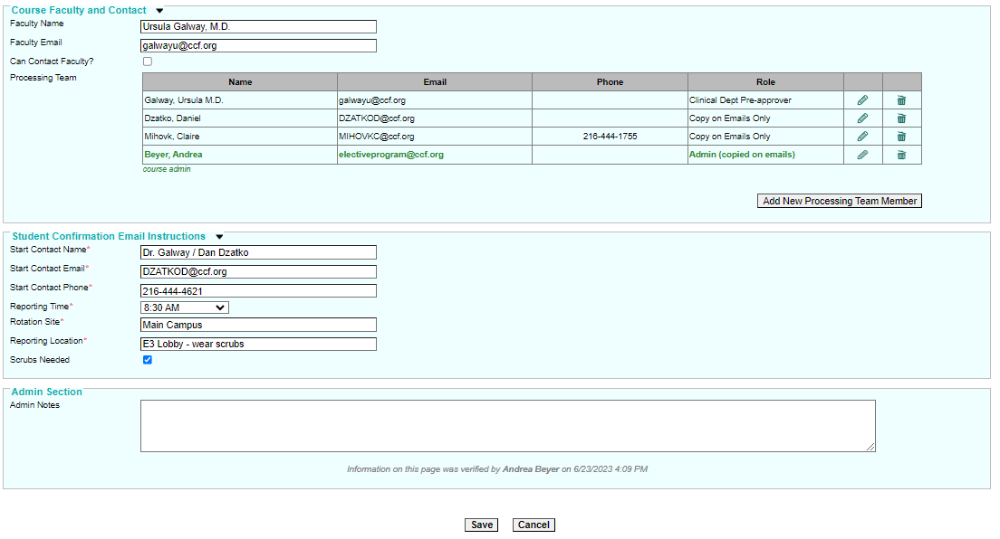 Course Faculty and Contact
Faculty Name Ursula Galway, M.D.
Faculty Email galwayu@ccf.org
Can Contact Faculty?
Processing Team
Name Email Phone Role
Galway, Ursula M.D. galwayu@ccf.org Clinical Dept Pre-approver
Dzatko, Daniel DZATKOD@ccf.org Copy on Emails Only
Mihovk, Claire MIHOVKC@ccf.org 216-444-1755 Copy on Emails Only
Beyer, Andrea electiveprogram@ccf.org Admin (copied on emails)
course admin
Add New Processing Team Member
Student Confirmation Email Instructions
Start Contact Name* Dr. Galway / Dan Dzatko
Start Contact Email* DZATKOD@ccf.org
Start Contact Phone* 216-444-4621
Reporting Time* 8:30 AM
Rotation Site* Main Campus
Reporting Location* E3 Lobby - wear scrubs
Scrubs Needed
Admin Section
Admin Notes
Information on this page was verified by Andrea Beyer on 6/23/2023 4:09 PM
Save Cancel